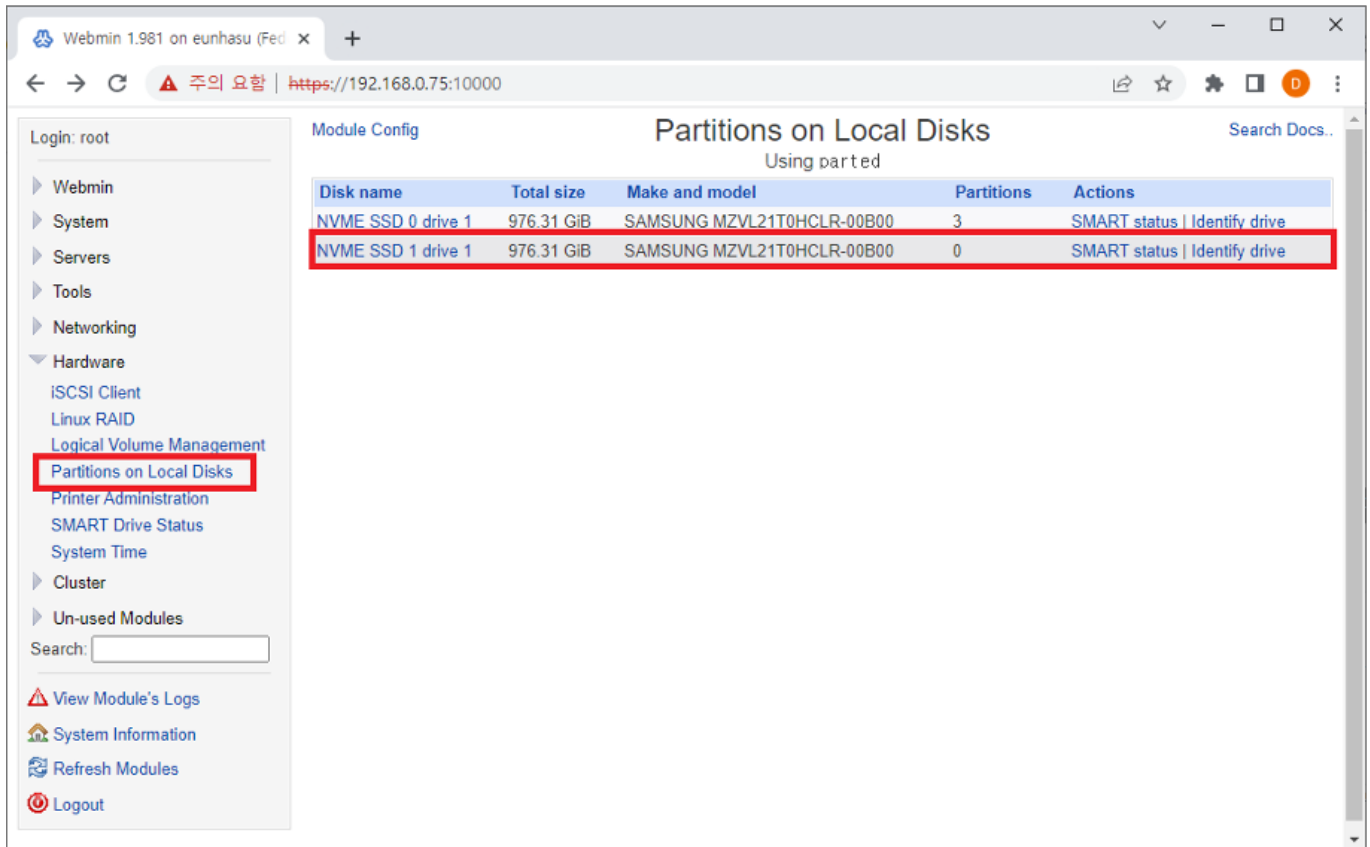 Webmin 1.981 on eunhasu (Fed
주의 요함 | https://192.168.0.75:10000
D
Login: root
Webmin
System
Servers
Tools
Networking
Hardware
iSCSI Client
Linux RAID
Logical Volume Management
Partitions on Local Disks
Printer Administration
SMART Drive Status
System Time
Cluster
Un-used Modules
Search:
View Module's Logs
System Information
Refresh Modules
Logout
Module Config
Partitions on Local Disks
Search Docs..
Using parted
Disk name Total size Make and model Partitions Actions
NVME SSD 0 drive 1 976.31 GiB SAMSUNG MZVL21T0HCLR-00B00 3 SMART status | Identify drive
NVME SSD 1 drive 1 976.31 GiB SAMSUNG MZVL21T0HCLR-00B00 0 SMART status | Identify drive